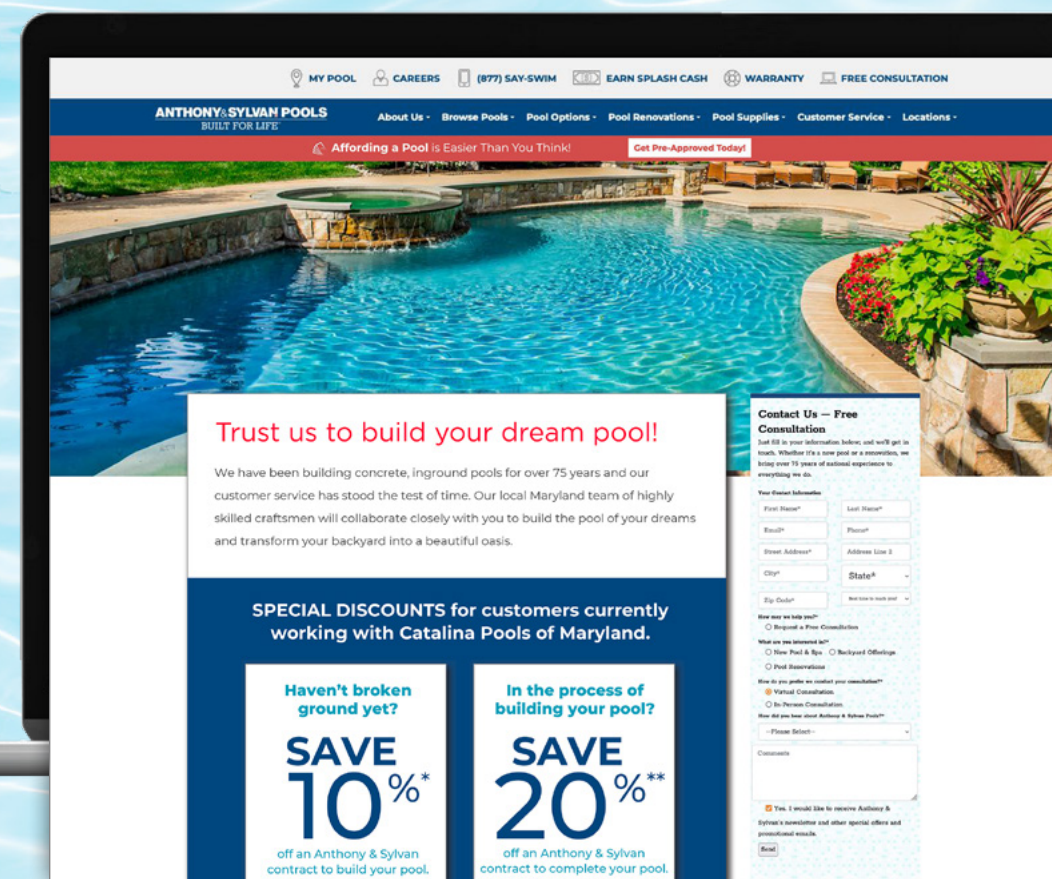 MY POOL CAREERS (877) SAY-SWIM EARN SPLASH CASH WARRANTY FREE CONSULTATION
ANTHONY & SYLVAN POOLS
BUILT FOR LIFE
About Us - Browse Pools - Pool Options - Pool Renovations - Pool Supplies - Customer Service - Locations -
Affording a Pool is Easier Than You Think! Get Pre-Approved Today!
Trust us to build your dream pool!
We have been building concrete, inground pools for over 75 years and our
customer service has stood the test of time. Our local Maryland team of highly
skilled craftsmen will collaborate closely with you to build the pool of your dreams
and transform your backyard into a beautiful oasis.
SPECIAL DISCOUNTS for customers currently
working with Catalina Pools of Maryland.
Haven't broken
ground yet?
SAVE
10%*
off an Anthony & Sylvan
contract to build your pool.
In the process of
building your pool?
SAVE
20%**
off an Anthony & Sylvan
contract to complete your pool.
Contact Us — Free
Consultation
Just fill in your information below, and we'll get in
touch. Whether it's a new pool or a renovation, we
bring over 75 years of national experience to
everything we do.
Your Contact Information
First Name* Last Name*
Email* Phone*
Street Address* Address Line 2
City* State*
Zip Code* Best time to reach you?
How may we help you?*
Request a Free Consultation
What are you interested in?*
New Pool & Spa Backyard Offerings
Pool Renovations
How do you prefer we conduct your consultation?*
Virtual Consultation
In-Person Consultation
How did you hear about Anthony & Sylvan Pools?*
--Please Select--
Comments
Yes. I would like to receive Anthony &
Sylvan's newsletter and other special offers and
promotional emails.
Send